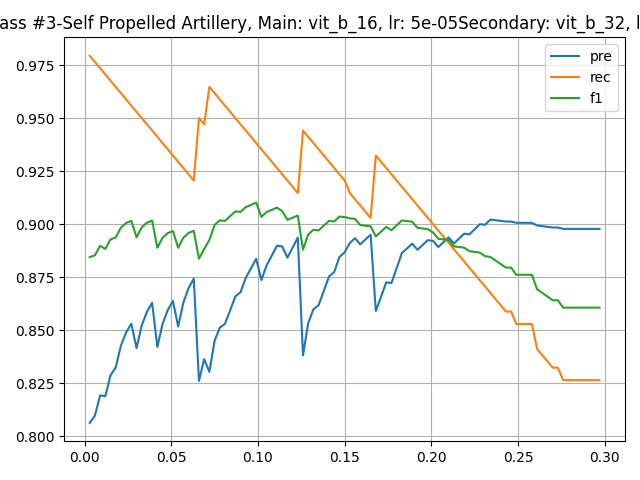 ass #3-Self Propelled Artillery, Main: vit_b_16, lr: 5e-05Secondary: vit_b_32, l
pre
rec
f1
0.975
0.950
0.925
0.900
0.875
0.850
0.825
0.800
0.00 0.05 0.10 0.15 0.20 0.25 0.30